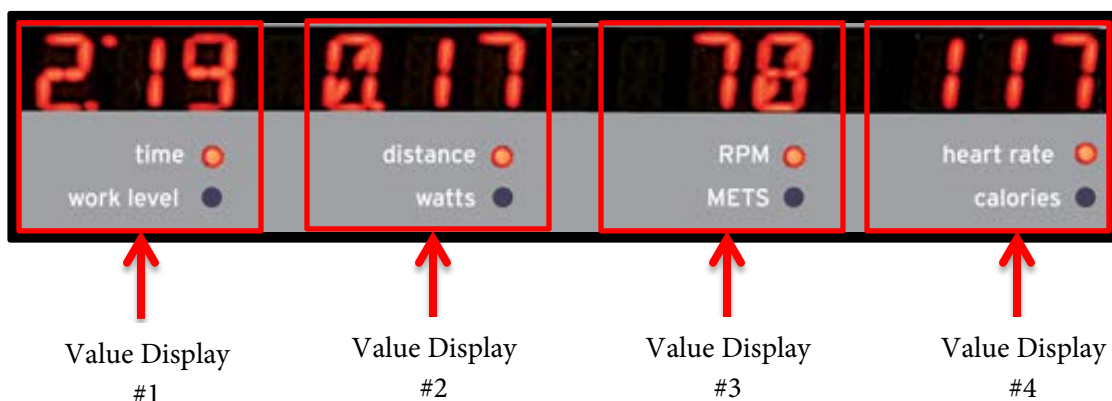 2:19 0.17 78 117
time distance RPM heart rate
work level watts METS calories
Value Display #1
Value Display #2
Value Display #3
Value Display #4